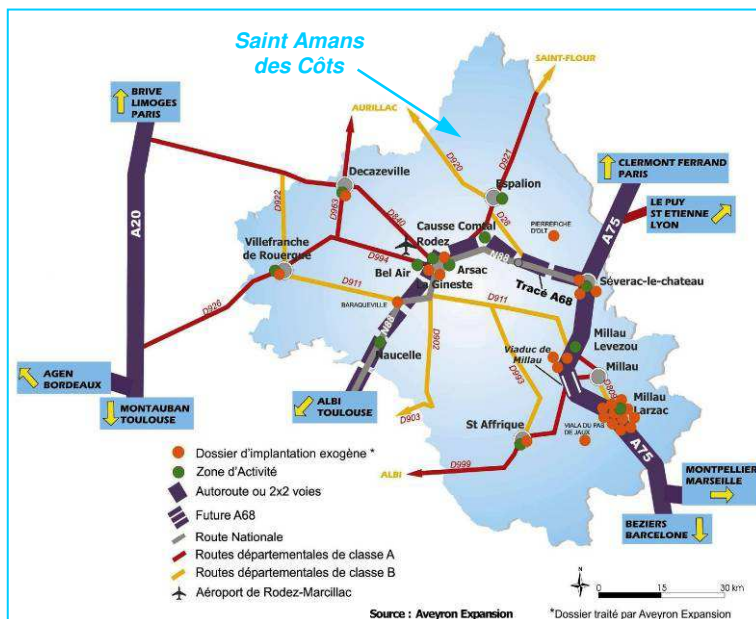 Saint Amans
des Côts
SAINT-FLOUR
BRIVE
LIMOGES
PARIS
AURILLAC
D920
D921
CLERMONT FERRAND
PARIS
LE PUY
ST ETIENNE
LYON
A20
A75
Decazeville
Espalion
D922
D963
D840
D26
Causse Comtal
PIERREFICHE
D'OLT
Villefranche
de Rouergue
Rodez
D994
Bel Air
Arsac
La Gineste
N88
Tracé A68
Séverac-le-chateau
D911
BARAQUEVILLE
D911
D926
N88
D902
Millau
Levezou
Naucelle
Viaduc de
Millau
Millau
D993
D809
AGEN
BORDEAUX
MONTAUBAN
TOULOUSE
ALBI
TOULOUSE
D903
St Affrique
VIALA DU PAS
DE JAUX
Millau
Larzac
A75
ALBI
D999
MONTPELLIER
MARSEILLE
BEZIERS
BARCELONE
Dossier d'implantation exogène *
Zone d'Activité
Autoroute ou 2x2 voies
Future A68
Route Nationale
Routes départementales de classe A
Routes départementales de classe B
Aéroport de Rodez-Marcillac
N
0 15 30 km
Source : Aveyron Expansion
*Dossier traité par Aveyron Expansion